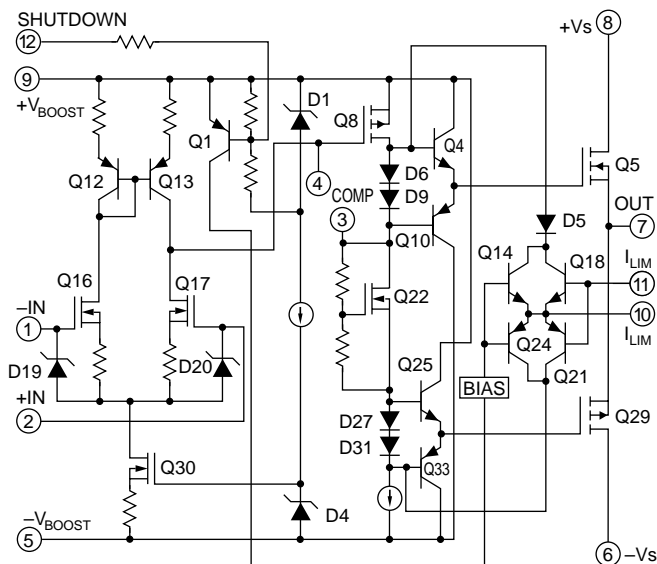 SHUTDOWN
12
8
+Vs
9
+VBOOST
D1
Q1
Q8
Q4
Q5
Q12
Q13
4
D6
D9
COMP
3
OUT
7
D5
Q10
Q14
Q18
ILIM
11
Q16
Q17
Q22
10
ILIM
–IN
1
Q24
D19
D20
Q25
BIAS
Q21
+IN
2
D27
Q29
D31
Q30
Q33
–VBOOST
5
D4
6
–Vs